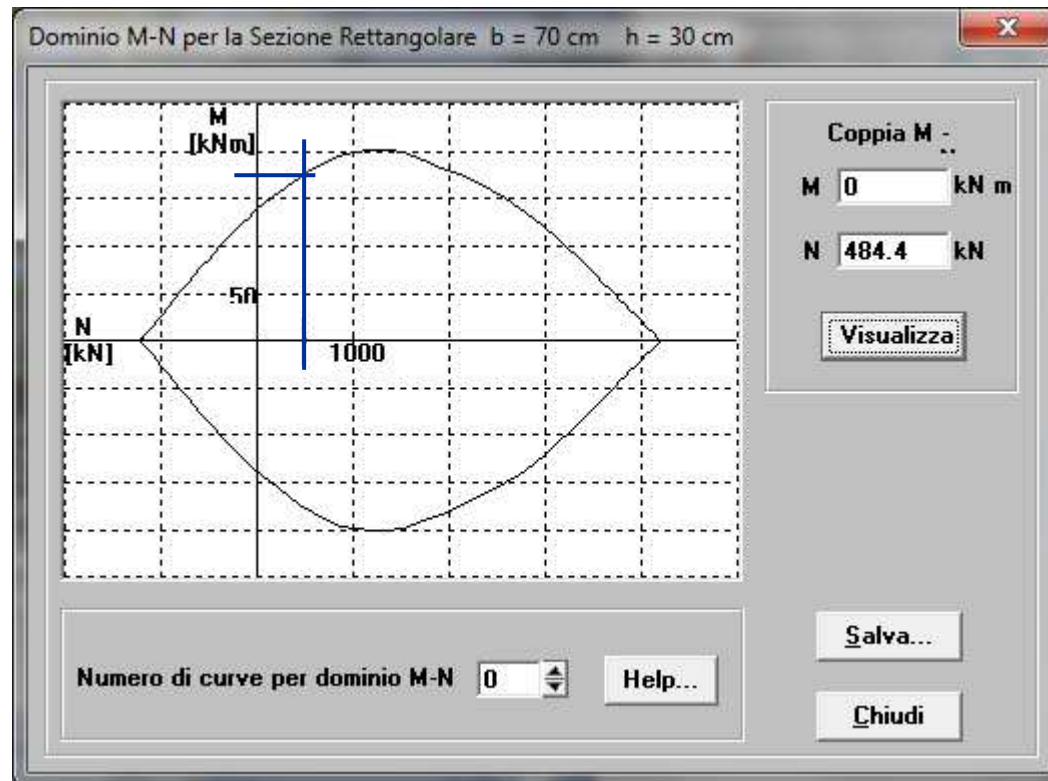 Dominio M-N per la Sezione Rettangolare b = 70 cm h = 30 cm
M
[kNm]
50
N
[kN]
1000
Coppia M -
M 0 kN m
N 484.4 kN
Visualizza
Numero di curve per dominio M-N 0 Help...
Salva...
Chiudi